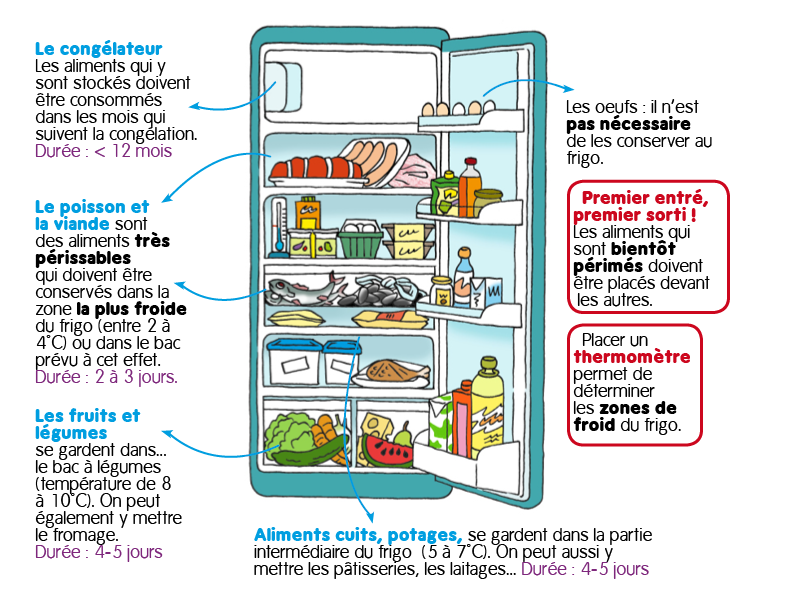 Le congélateur
Les aliments qui y
sont stockés doivent
être consommés
dans les mois qui
suivent la congélation.
Durée : < 12 mois
Le poisson et
la viande sont
des aliments très
périssables
qui doivent être
conservés dans la
zone la plus froide
du frigo (entre 2 à
4°C) ou dans le bac
prévu à cet effet.
Durée : 2 à 3 jours.
Les fruits et
légumes
se gardent dans...
le bac à légumes
(température de 8
à 10°C). On peut
également y mettre
le fromage.
Durée : 4-5 jours
Les oeufs : il n'est
pas nécessaire
de les conserver au
frigo.
Premier entré,
premier sorti !
Les aliments qui
sont bientôt
périmés doivent
être placés devant
les autres.
Placer un
thermomètre
permet de
déterminer
les zones de
froid du frigo.
Aliments cuits, potages, se gardent dans la partie
intermédiaire du frigo (5 à 7°C). On peut aussi y
mettre les pâtisseries, les laitages... Durée : 4-5 jours